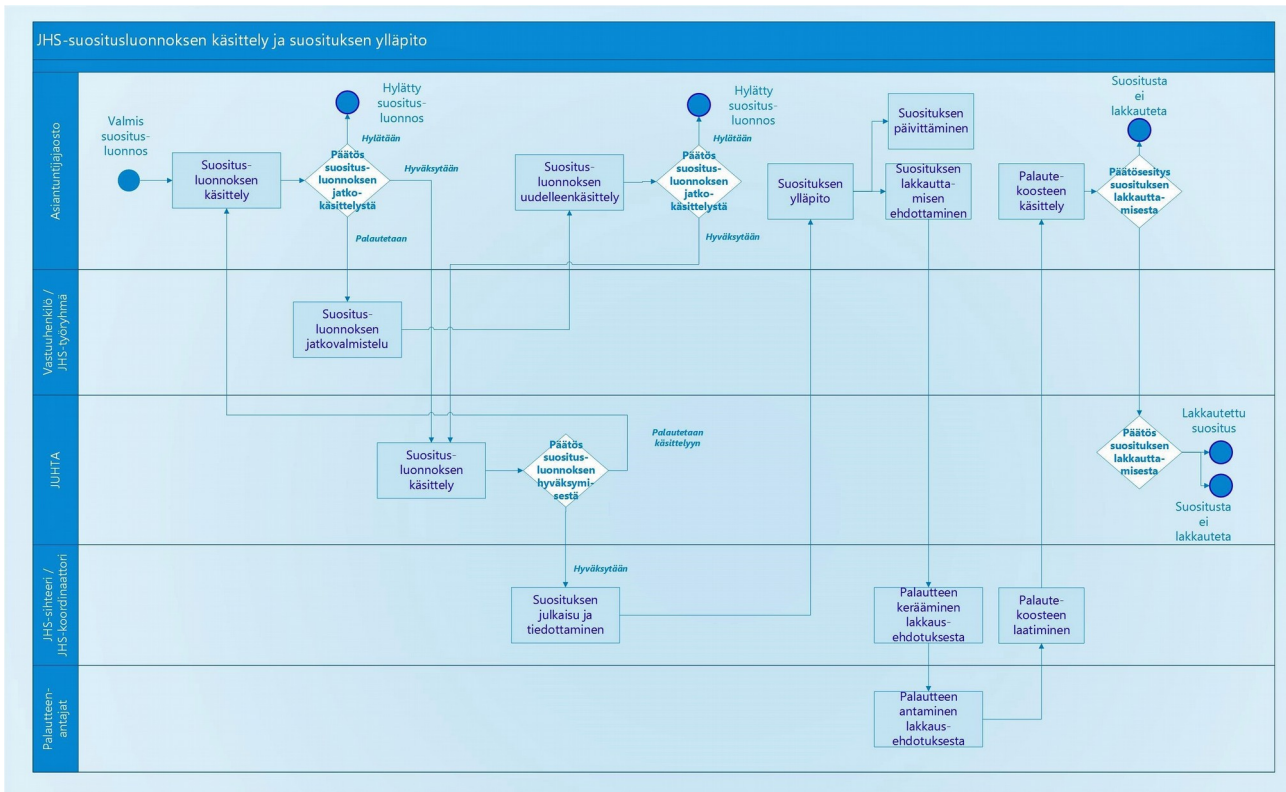 JHS-suositusluonnoksen käsittely ja suosituksen ylläpito
Asiantuntijajaosto
Valmis
suositus-
luonnos
Suositus-
luonnoksen
käsittely
Hylätty
suositus-
luonnos
Hylätään
Päätös
suositus-
luonnoksen
jatko-
käsittelystä
Hyväksytään
Palautetaan
Suositus-
luonnoksen
uudelleenkäsittely
Hylätty
suositus-
luonnos
Hylätään
Päätös
suositus-
luonnoksen
jatko-
käsittelystä
Hyväksytään
Suosituksen
ylläpito
Suosituksen
päivittäminen
Suosituksen
lakkautta-
misen
ehdottaminen
Palaute-
koosteen
käsittely
Suositusta
ei
lakkauteta
Päätösesitys
suosituksen
lakkautta-
misesta
Vastuuhenkilö /
JHS-työryhmä
Suositus-
luonnoksen
jatkovalmistelu
JUHTA
Suositus-
luonnoksen
käsittely
Päätös
suositus-
luonnoksen
hyväksymi-
sestä
Palautetaan
käsittelyyn
Hyväksytään
Päätös
suosituksen
lakkautta-
misesta
Lakkautettu
suositus
Suositusta
ei
lakkauteta
JHS-sihteeri /
JHS-koordinaattori
Suosituksen
julkaisu ja
tiedottaminen
Palautteen
kerääminen
lakkaus-
ehdotuksesta
Palaute-
koosteen
laatiminen
Palautteen-
antajat
Palautteen
antaminen
lakkaus-
ehdotuksesta